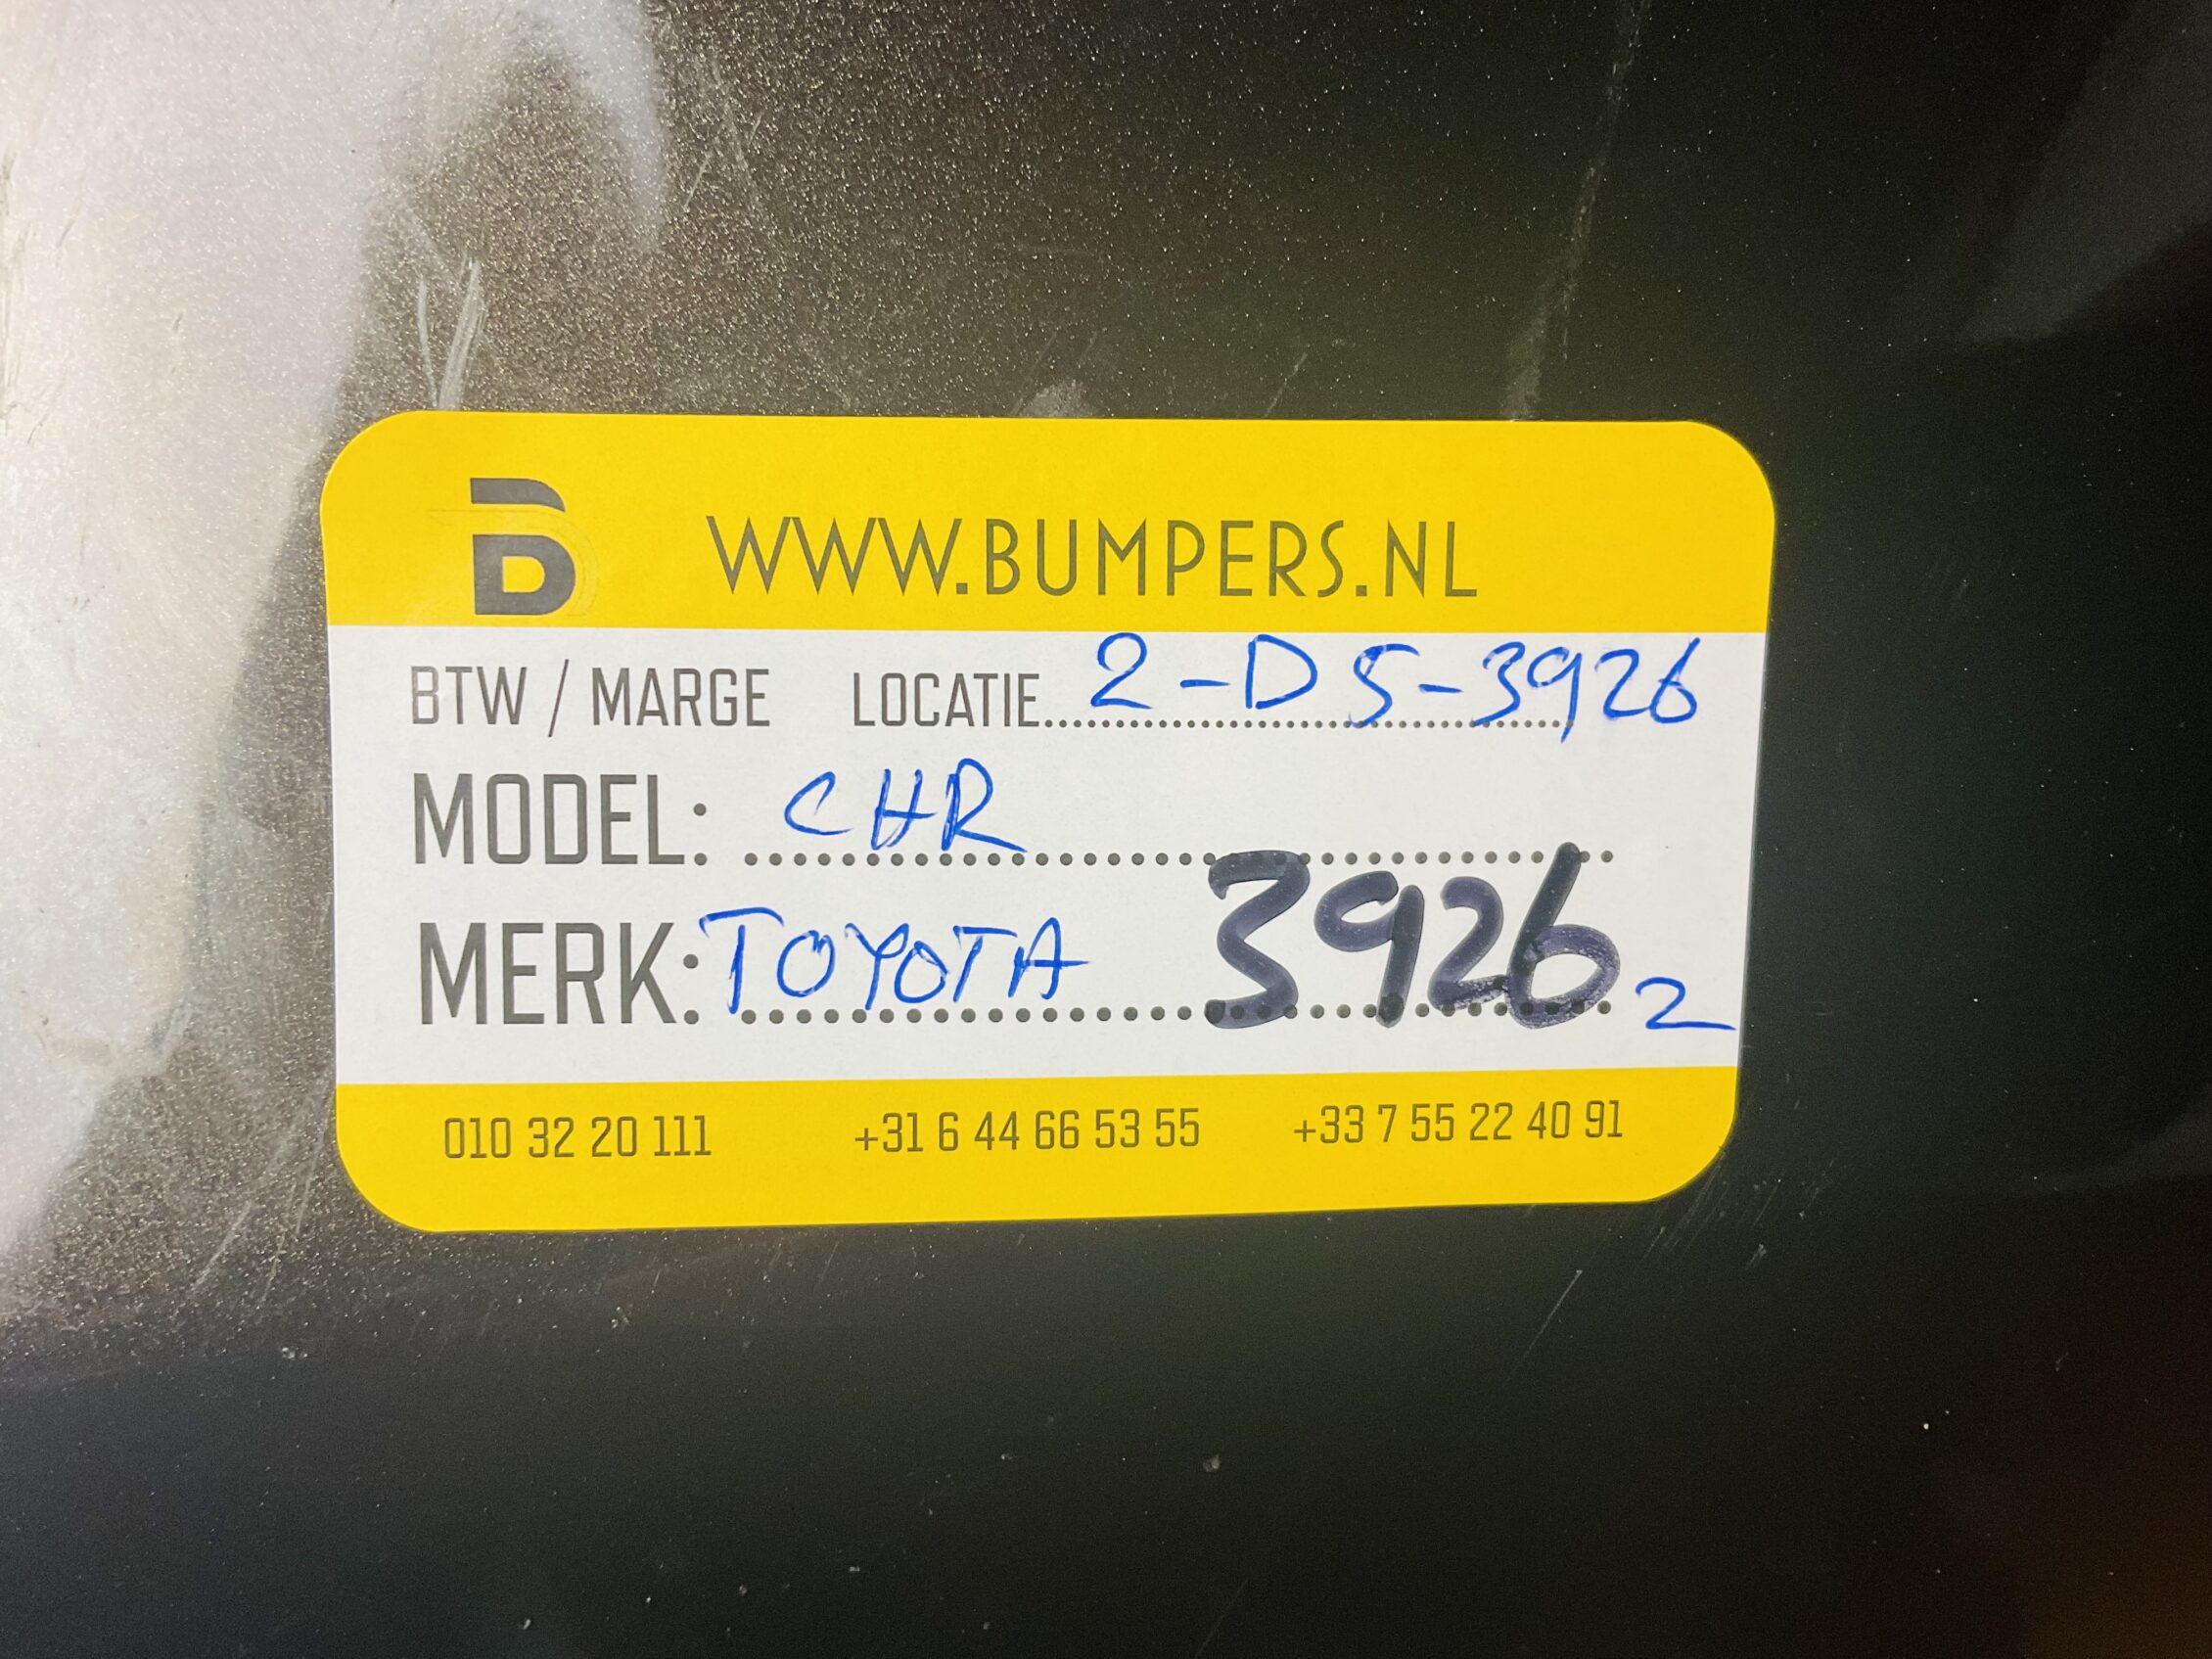 B WWW.BUMPERS.NL
BTW / MARGE LOCATIE 2-D5-3926
MODEL: CHR
MERK: TOYOTA 3926 2
010 32 20 111 +31 6 44 66 53 55 +33 7 55 22 40 91